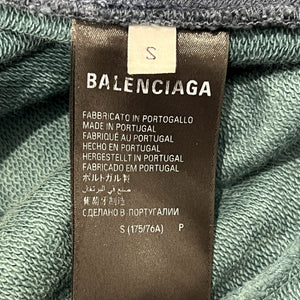 S
BALENCIAGA
FABBRICATO IN PORTOGALLO
MADE IN PORTUGAL
FABRIQUÉ AU PORTUGAL
HECHO EN PORTUGAL
HERGESTELLT IN PORTUGAL
FABRICADO EM PORTUGAL
ポルトガル製
صنع في البرتغال
葡萄牙制造
СДЕЛАНО В ПОРТУГАЛИИ
S (175/76A) P